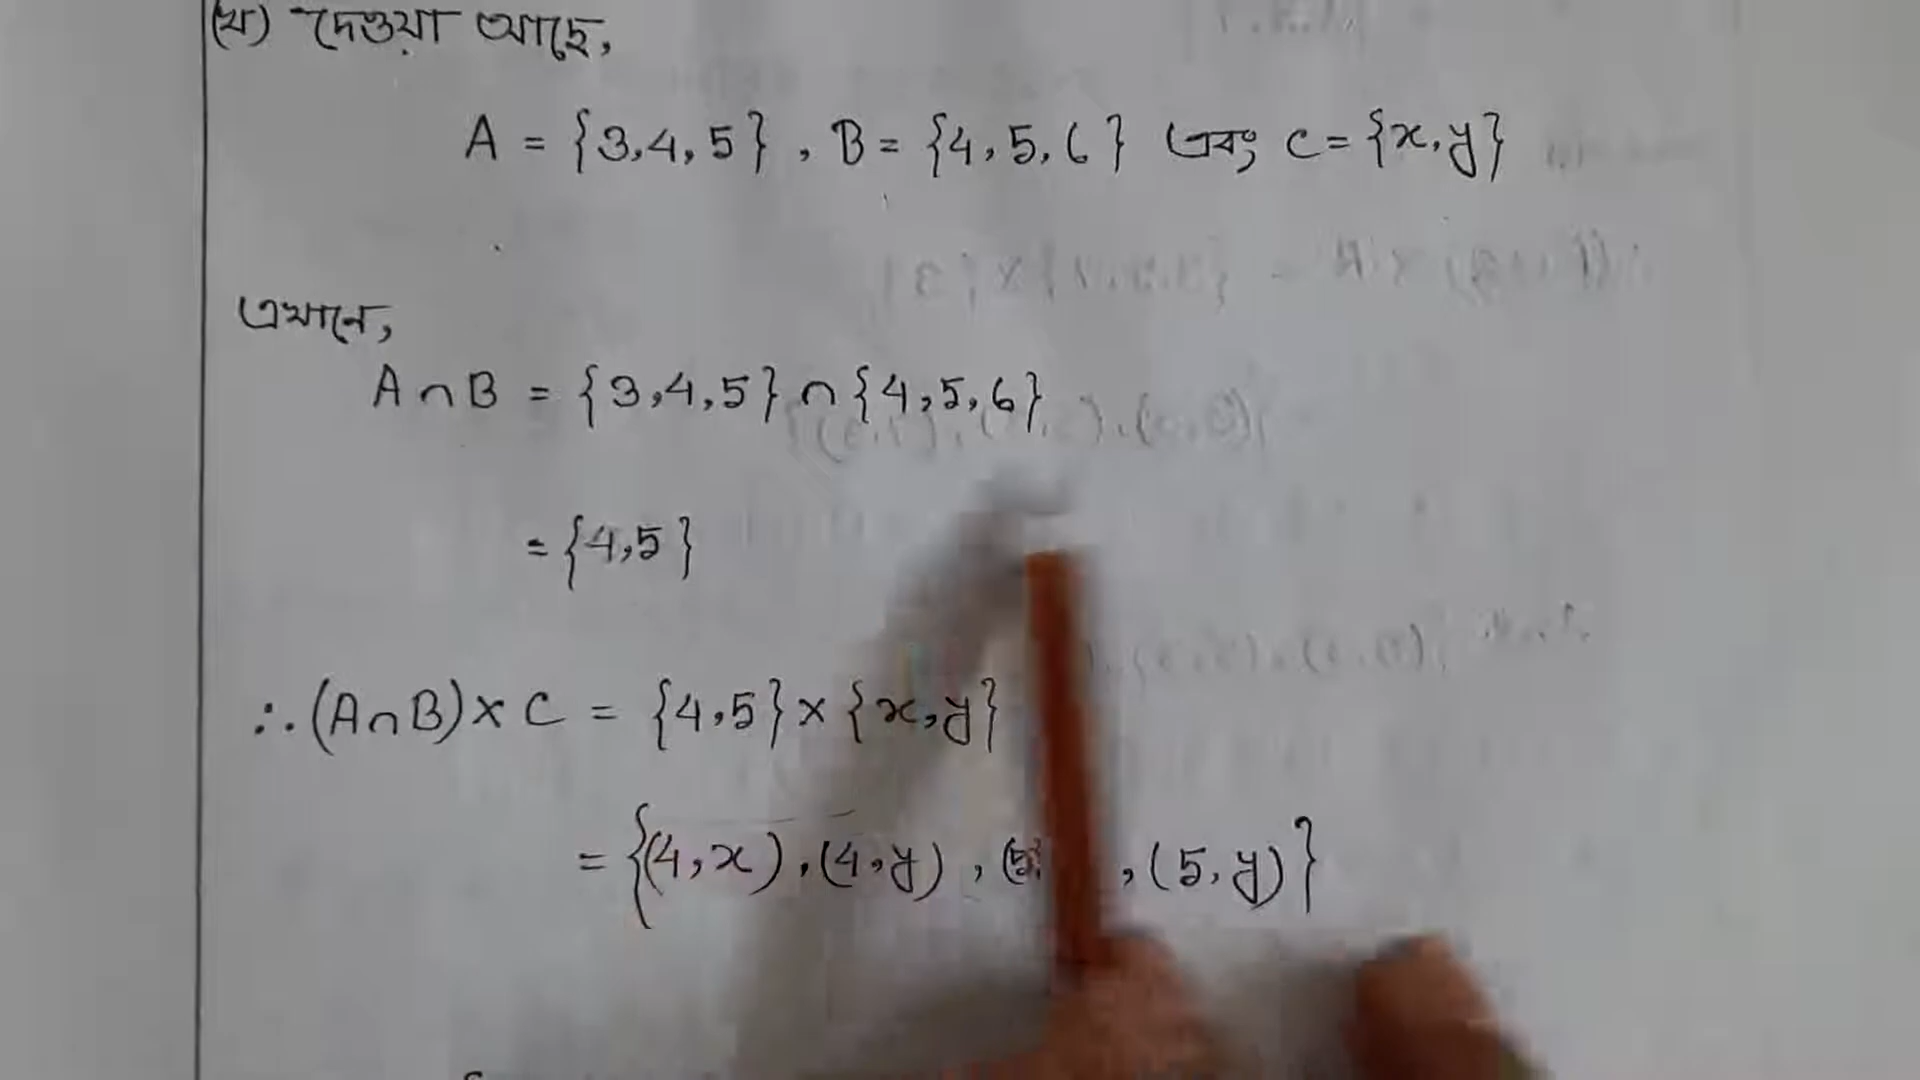 (খ) দেওয়া আছে,
A = {3,4,5}, B = {4,5,6} এবং C = {x,y}
এখানে,
A∩B = {3,4,5} ∩ {4,5,6}
= {4,5}
∴ (A∩B)×C = {4,5}×{x,y}
= {(4,x),(4,y),(5 ,(5,y)}